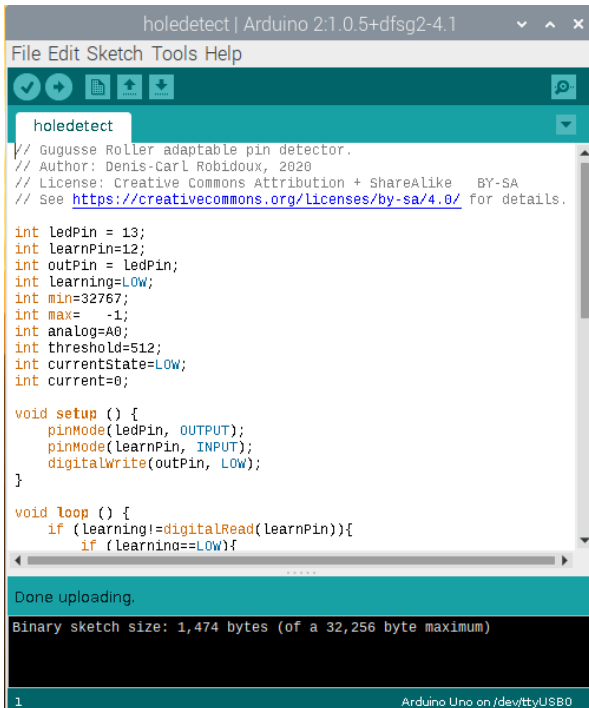 holedetect | Arduino 2:1.0.5+dfsg2-4.1
File Edit Sketch Tools Help
holedetect
// Gugusse Roller adaptable pin detector.
// Author: Denis-Carl Robidoux, 2020
// License: Creative Commons Attribution + ShareAlike   BY-SA
// See https://creativecommons.org/licenses/by-sa/4.0/ for details.
int ledPin = 13;
int learnPin=12;
int outPin = ledPin;
int learning=LOW;
int min=32767;
int max=   -1;
int analog=A0;
int threshold=512;
int currentState=LOW;
int current=0;
void setup () {
    pinMode(ledPin, OUTPUT);
    pinMode(learnPin, INPUT);
    digitalWrite(outPin, LOW);
}
void loop () {
    if (learning!=digitalRead(learnPin)){
        if (learning==LOW){
Done uploading.
Binary sketch size: 1,474 bytes (of a 32,256 byte maximum)
1 Arduino Uno on /dev/ttyUSB0